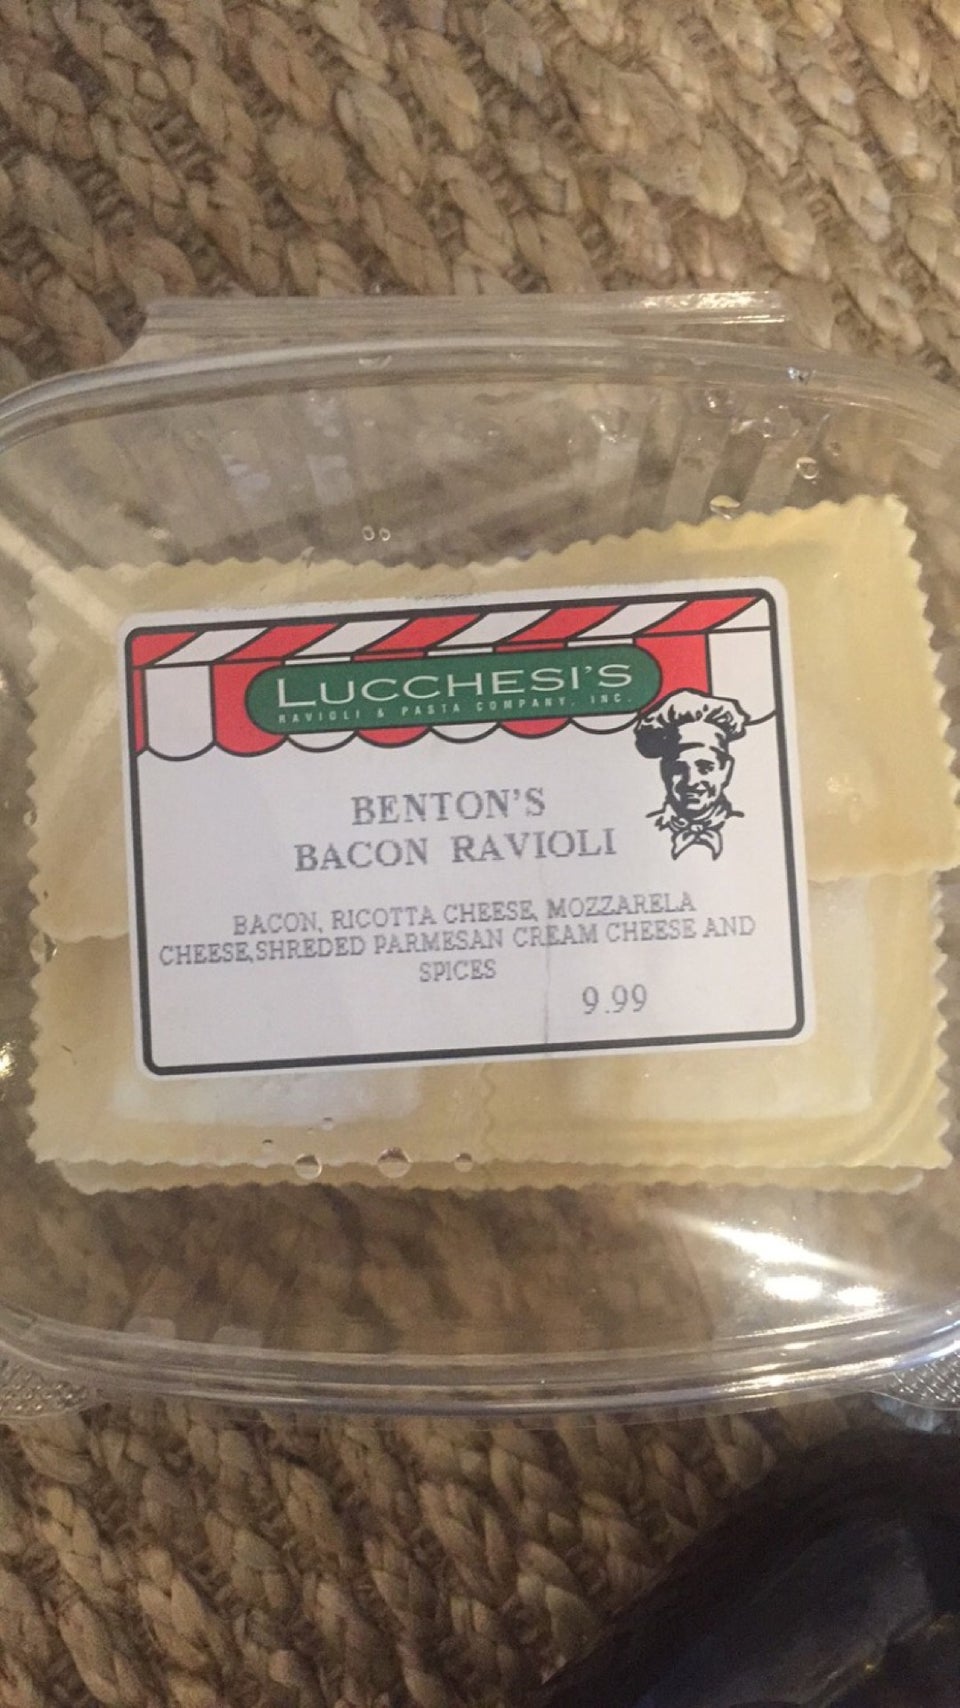 LUCCHESI'S
RAVIOLI & PASTA COMPANY, INC.
BENTON'S
BACON RAVIOLI
BACON, RICOTTA CHEESE, MOZZARELA
CHEESE,SHREDED PARMESAN CREAM CHEESE AND
SPICES
9.99